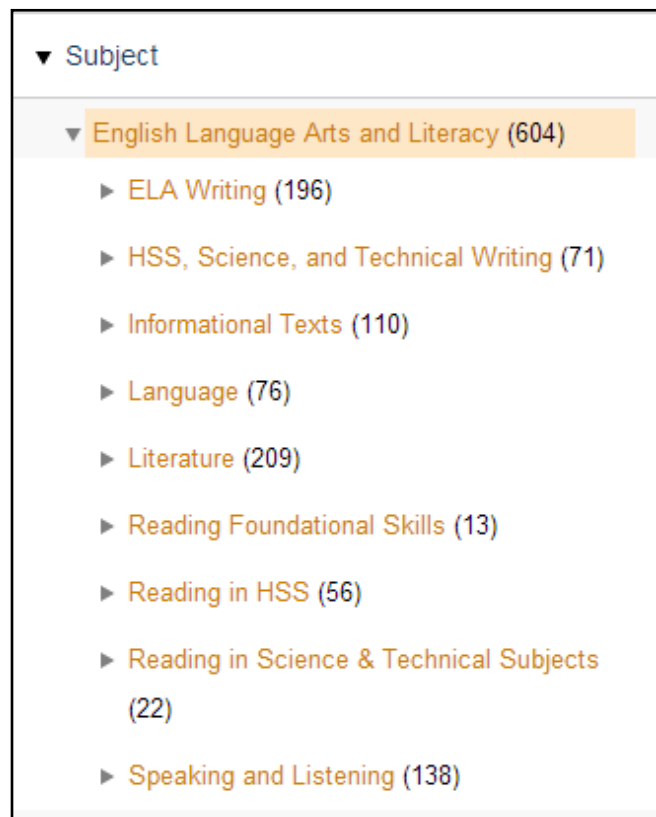 Subject
English Language Arts and Literacy (604)
ELA Writing (196)
HSS, Science, and Technical Writing (71)
Informational Texts (110)
Language (76)
Literature (209)
Reading Foundational Skills (13)
Reading in HSS (56)
Reading in Science & Technical Subjects
(22)
Speaking and Listening (138)